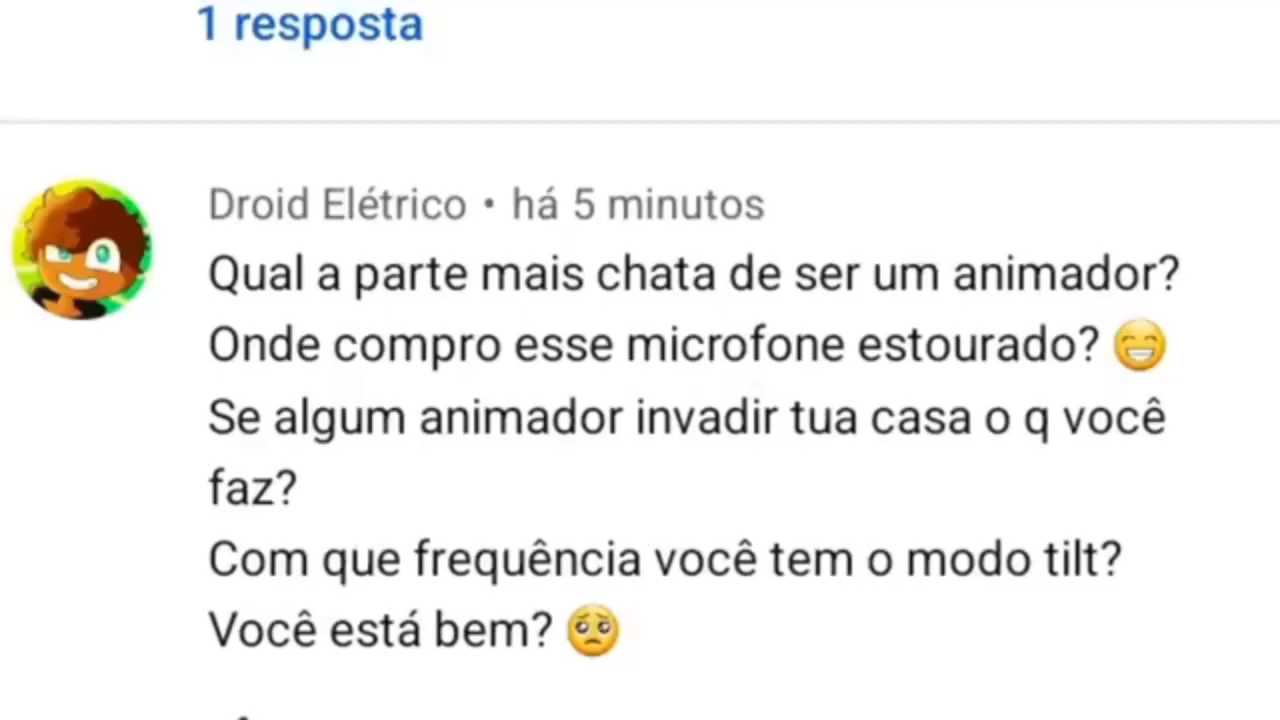 1 resposta
Droid Elétrico • há 5 minutos
Qual a parte mais chata de ser um animador?
Onde compro esse microfone estourado? 😁
Se algum animador invadir tua casa o q você
faz?
Com que frequência você tem o modo tilt?
Você está bem? 🥺